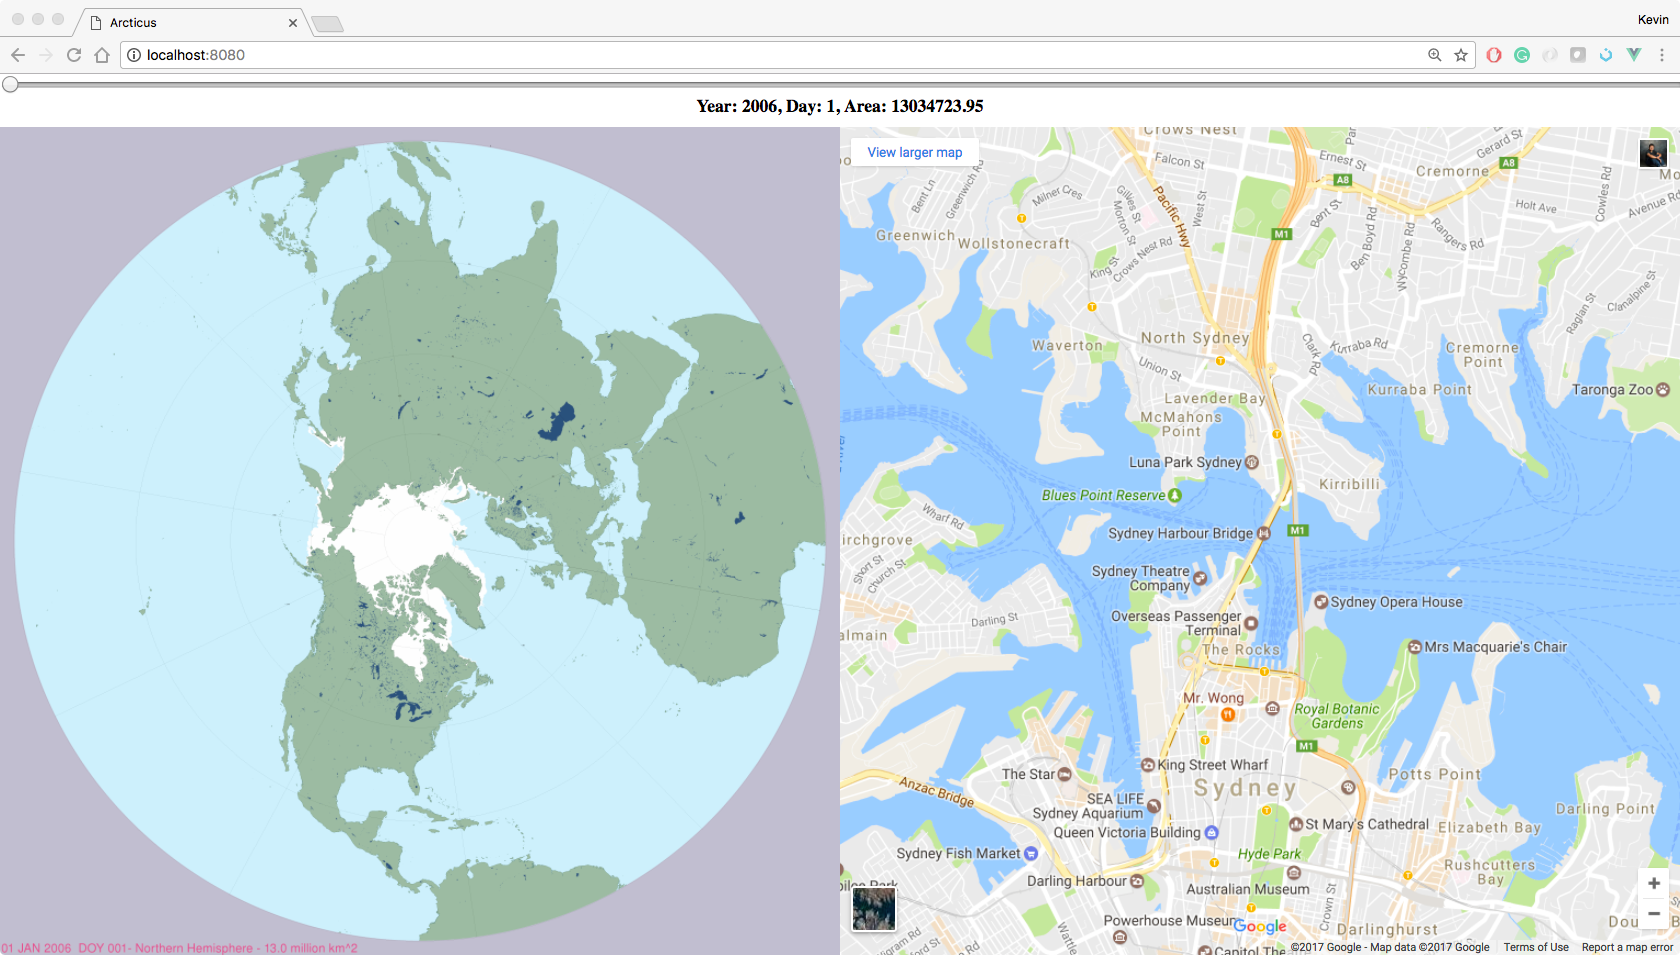 Arcticus
Kevin
localhost:8080
Year: 2006, Day: 1, Area: 13034723.95
01 JAN 2006 DOY 001- Northern Hemisphere - 13.0 million km^2
View larger map
Crows Nest
Falcon St
Ernest St
Gerard St
A8
A8
Cremorne
Bent Ln
Greenwich Rd
Milner Cres
Gilles St
Morton St
West St
Pacific Hwy
Bent St
Ben Boyd Rd
Wycombe Rd
Rangers Rd
Holt Ave
Cowles Rd
Avenue Rd
M1
Greenwich
Wollstonecraft
Crows Nest Rd
King St
Raglan St
Clanalpine St
Waverton
North Sydney
Union St
Clark Rd
Kurraba Rd
Cremorne
Point
Kurraba Point
Taronga Zoo
Lavender Bay
McMahons
Point
Luna Park Sydney
Kirribilli
Blues Point Reserve
Wharf Rd
Sydney Harbour Bridge
M1
irchgrove
Short St
Church St
Sydney Theatre
Company
Sydney Opera House
Overseas Passenger
Terminal
Darling St
almain
The Rocks
Mrs Macquarie's Chair
Mr. Wong
Royal Botanic
Gardens
M1
The Star
King Street Wharf
Potts Point
Anzac Bridge
Sydney
SEA LIFE
Sydney Aquarium
Darling Point
Queen Victoria Building
St Mary's Cathedral
Elizabeth Bay
Sydney Fish Market
Hyde Park
Rushcutters
Bay
Darling Harbour
Australian Museum
Crown St
Powerhouse Museum
Google
Darlinghurst
Capitol The
©2017 Google - Map data ©2017 Google
Terms of Use
Report a map error